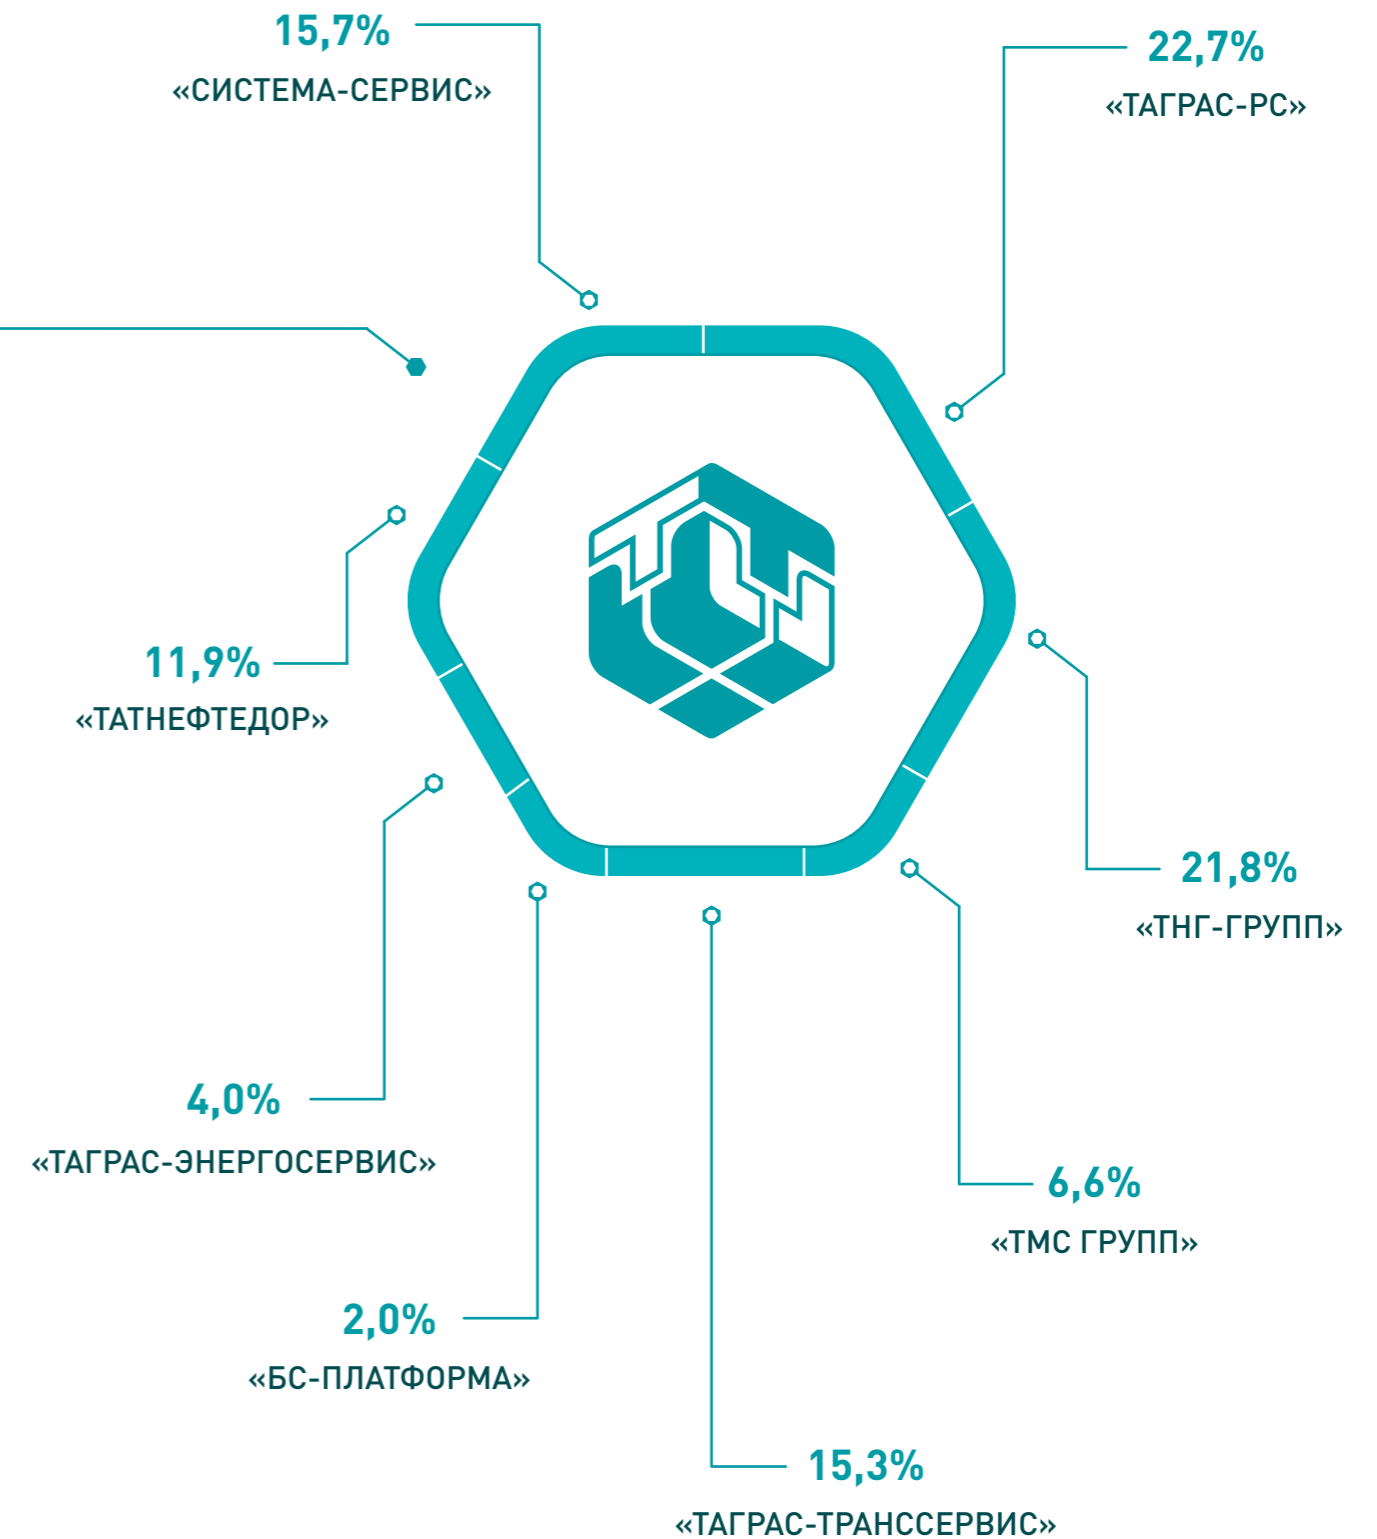 15,7%
«СИСТЕМА-СЕРВИС»
22,7%
«ТАГРАС-РС»
11,9%
«ТАТНЕФТЕДОР»
21,8%
«ТНГ-ГРУПП»
4,0%
«ТАГРАС-ЭНЕРГОСЕРВИС»
6,6%
«ТМС ГРУПП»
2,0%
«БС-ПЛАТФОРМА»
15,3%
«ТАГРАС-ТРАНССЕРВИС»